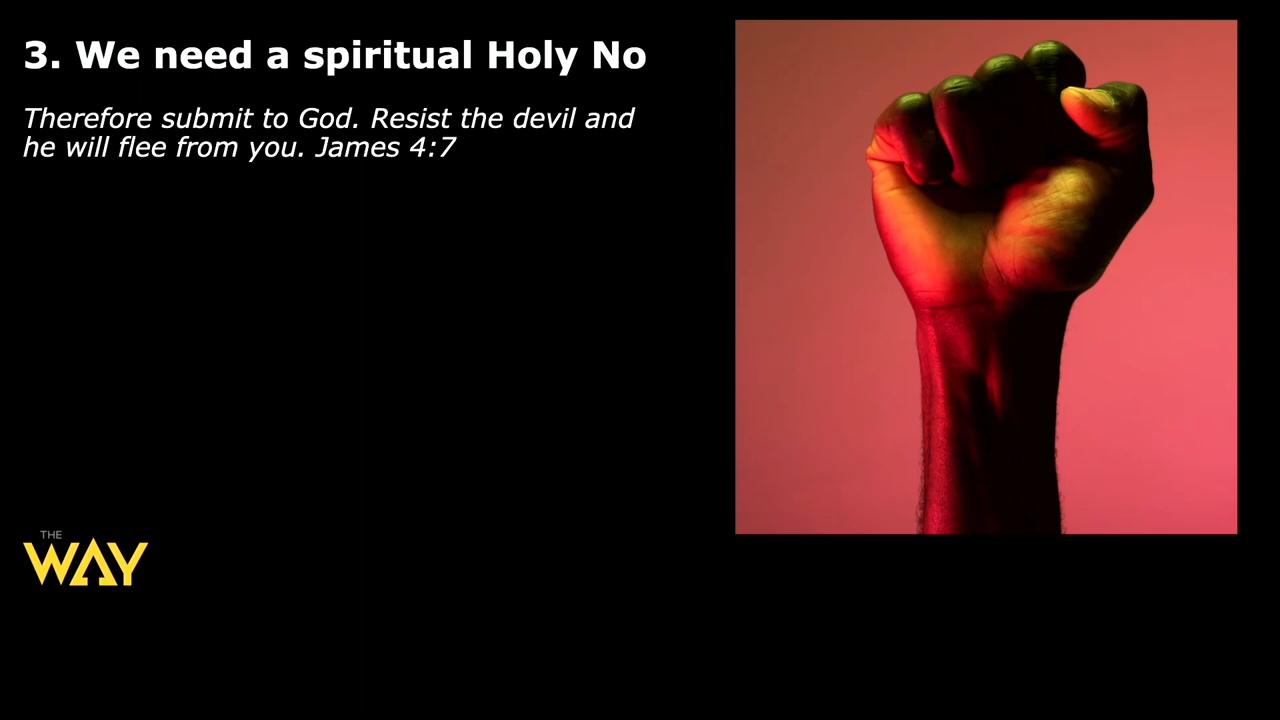 3. We need a spiritual Holy No
Therefore submit to God. Resist the devil and
he will flee from you. James 4:7
THE
WAY